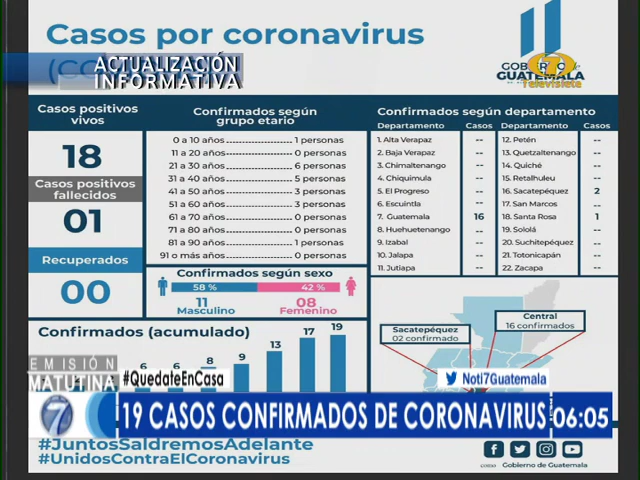 Casos por coronavirus
ACTUALIZACIÓN
INFORMATIVA
GOBIERNO de
GUATEMALA
Televisiete
Casos positivos
vivos
18
Casos positivos
fallecidos
01
Recuperados
00
Confirmados según
grupo etario
0 a 10 años 1 personas
11 a 20 años 0 personas
21 a 30 años 6 personas
31 a 40 años 5 personas
41 a 50 años 3 personas
51 a 60 años 3 personas
61 a 70 años 0 personas
71 a 80 años 0 personas
81 a 90 años 1 personas
91 o más años 0 personas
Confirmados según sexo
58 % 42 %
11 08
Masculino Femenino
Confirmados según departamento
Departamento Casos Departamento Casos
1. Alta Verapaz -- 12. Petén --
2. Baja Verapaz -- 13. Quetzaltenango --
3. Chimaltenango -- 14. Quiché --
4. Chiquimula -- 15. Retalhuleu --
5. El Progreso -- 16. Sacatepéquez 2
6. Escuintla -- 17. San Marcos --
7. Guatemala 16 18. Santa Rosa 1
8. Huehuetenango -- 19. Sololá --
9. Izabal -- 20. Suchitepéquez --
10. Jalapa -- 21. Totonicapán --
11. Jutiapa -- 22. Zacapa --
Confirmados (acumulado)
6 6 8 9 13 17 19
Sacatepéquez
02 confirmado
Central
16 confirmados
EMISIÓN
MATUTINA
#QuedateEnCasa
Noti7Guatemala
7
19 CASOS CONFIRMADOS DE CORONAVIRUS
06:05
#JuntosSaldremosAdelante
#UnidosContraElCoronavirus
como Gobierno de Guatemala